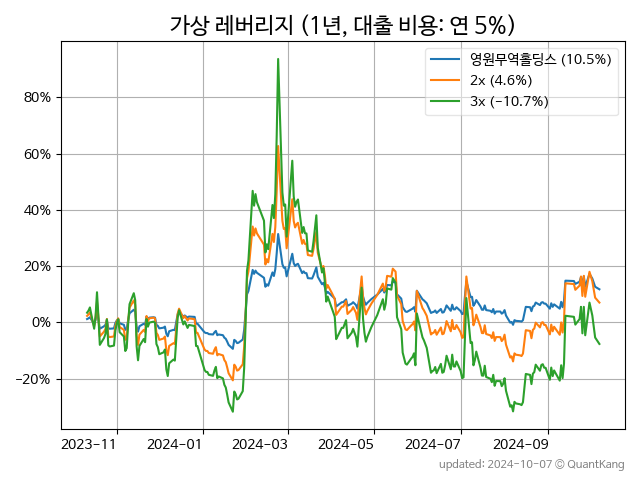 가상 레버리지 (1년, 대출 비용: 연 5%)
영원무역홀딩스 (10.5%)
2x (4.6%)
3x (−10.7%)
80%
60%
40%
20%
0%
−20%
2023-11
2024-01
2024-03
2024-05
2024-07
2024-09
updated: 2024-10-07 © QuantKang